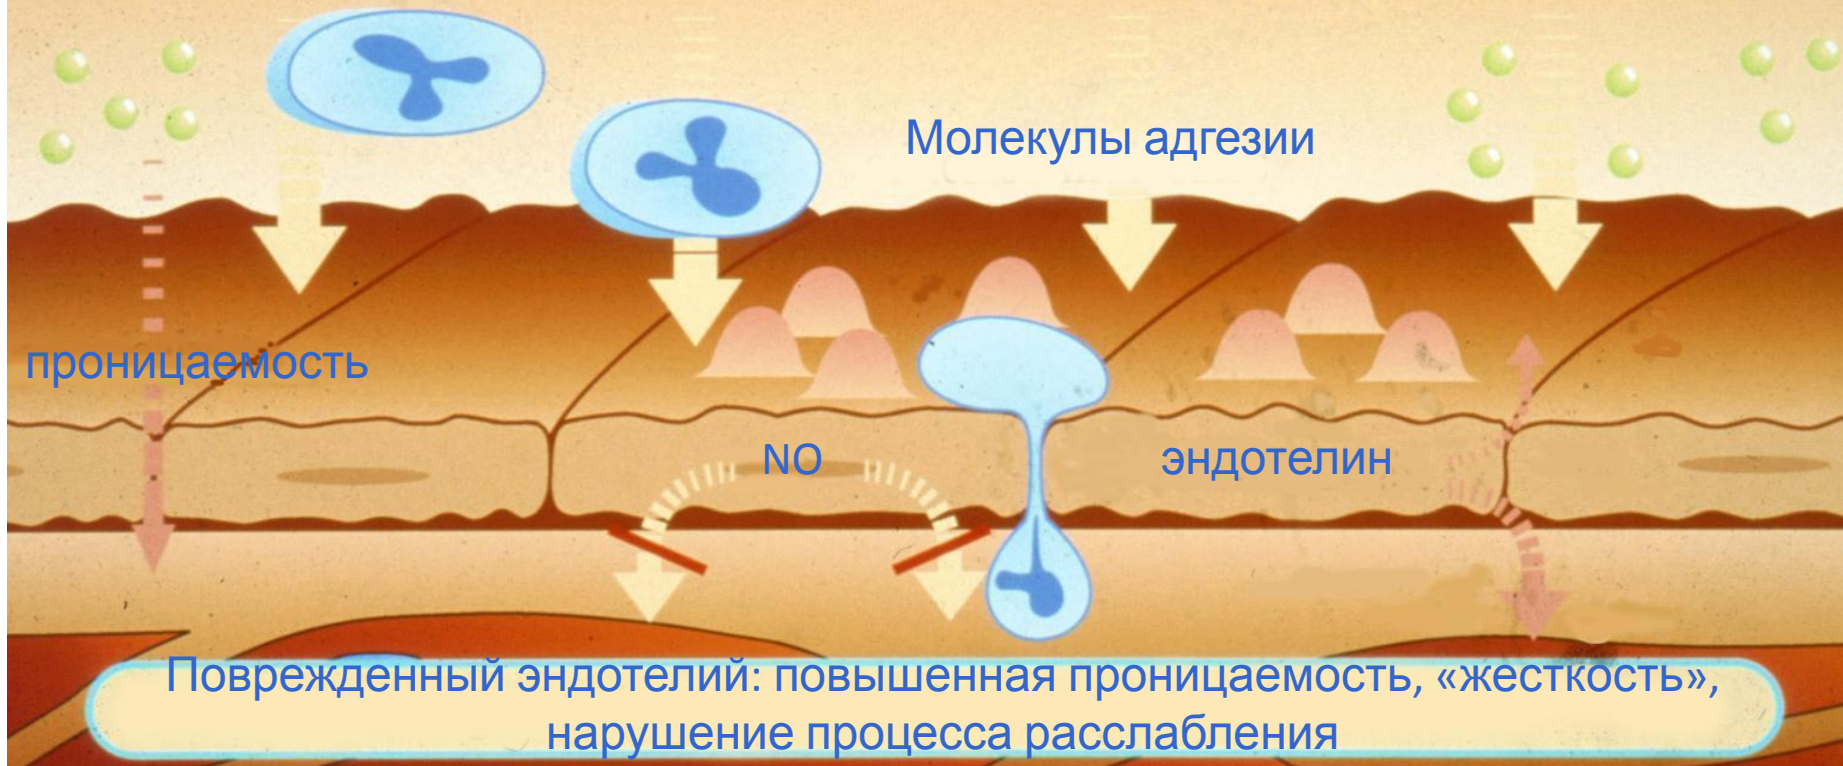 Молекулы адгезии
проницаемость
NO
эндотелин
Поврежденный эндотелий: повышенная проницаемость, «жесткость»,
нарушение процесса расслабления